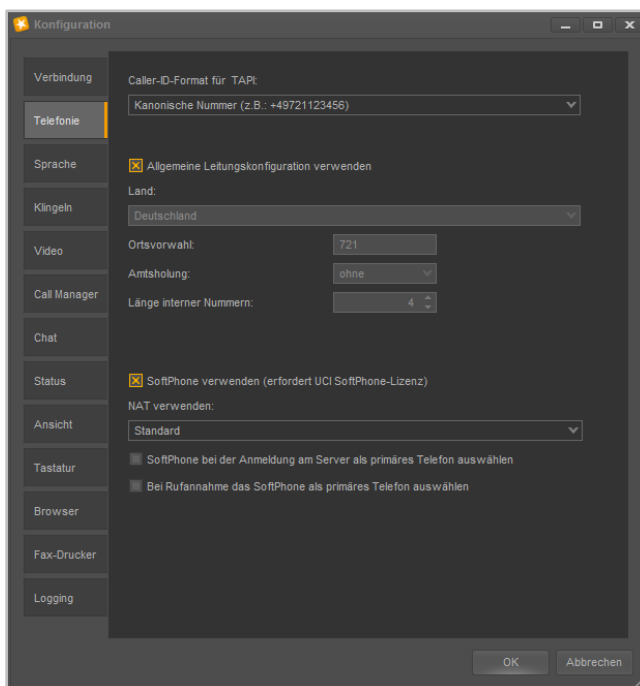 Konfiguration
Verbindung
Telefonie
Sprache
Klingeln
Video
Call Manager
Chat
Status
Ansicht
Tastatur
Browser
Fax-Drucker
Logging
Caller-ID-Format für TAPI:
Kanonische Nummer (z.B.: +49721123456)
Allgemeine Leitungskonfiguration verwenden
Land:
Deutschland
Ortsvorwahl: 721
Amtsholung: ohne
Länge interner Nummern: 4
SoftPhone verwenden (erfordert UCI SoftPhone-Lizenz)
NAT verwenden:
Standard
SoftPhone bei der Anmeldung am Server als primäres Telefon auswählen
Bei Rufannahme das SoftPhone als primäres Telefon auswählen
OK Abbrechen